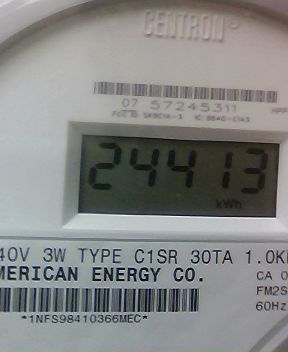 CENTRON
07 57245311
24413
kWh
40V 3W TYPE C1SR 30TA 1.0K
MERICAN ENERGY CO.
CA 0
FM2S
60Hz
*1NFS98410366MEC*